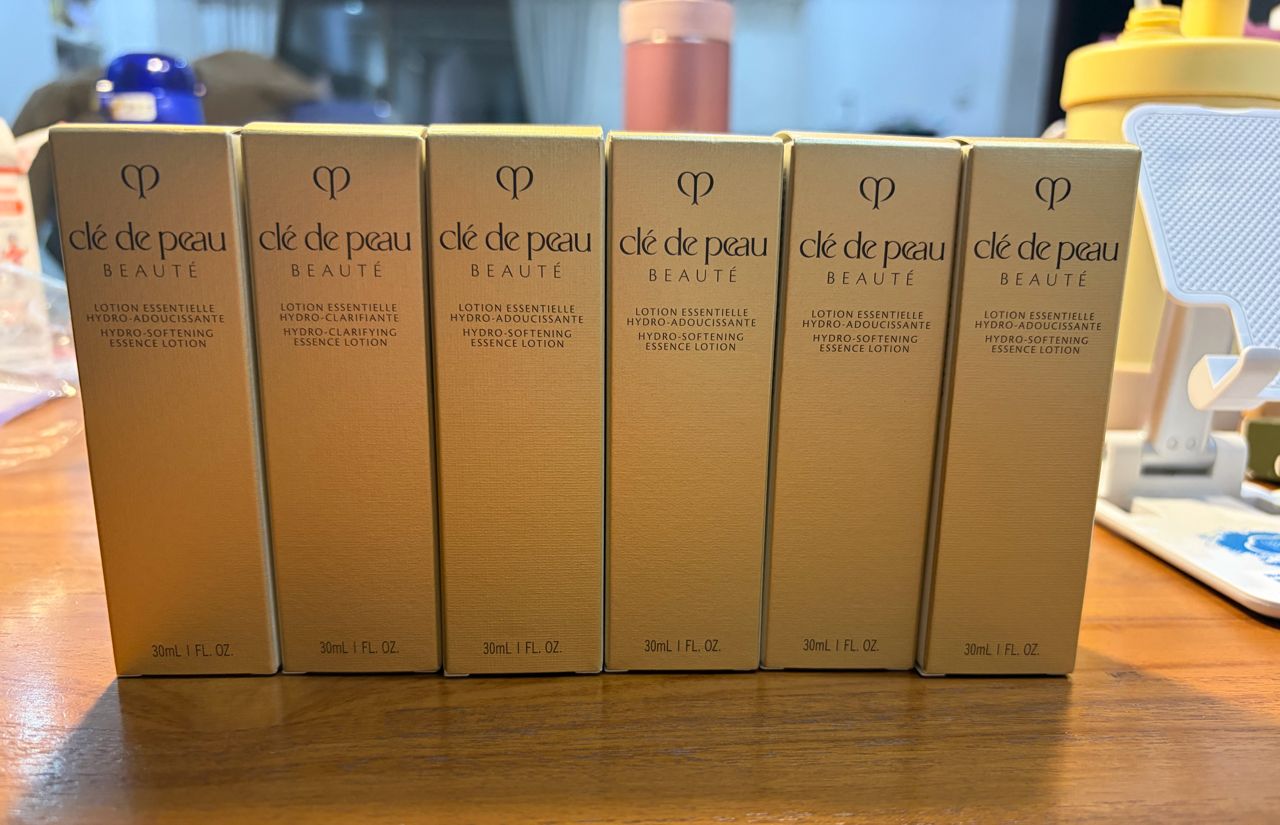 clé de peau
BEAUTÉ
LOTION ESSENTIELLE
HYDRO-ADOUCISSANTE
HYDRO-SOFTENING
ESSENCE LOTION
30mL I FL. OZ.
clé de peau
BEAUTÉ
LOTION ESSENTIELLE
HYDRO-CLARIFIANTE
HYDRO-CLARIFYING
ESSENCE LOTION
30mL I FL. OZ.
clé de peau
BEAUTÉ
LOTION ESSENTIELLE
HYDRO-ADOUCISSANTE
HYDRO-SOFTENING
ESSENCE LOTION
30mL I FL. OZ.
clé de peau
BEAUTÉ
LOTION ESSENTIELLE
HYDRO-ADOUCISSANTE
HYDRO-SOFTENING
ESSENCE LOTION
30mL I FL. OZ.
clé de peau
BEAUTÉ
LOTION ESSENTIELLE
HYDRO-ADOUCISSANTE
HYDRO-SOFTENING
ESSENCE LOTION
30mL I FL. OZ.
clé de peau
BEAUTÉ
LOTION ESSENTIELLE
HYDRO-ADOUCISSANTE
HYDRO-SOFTENING
ESSENCE LOTION
30mL I FL. OZ.